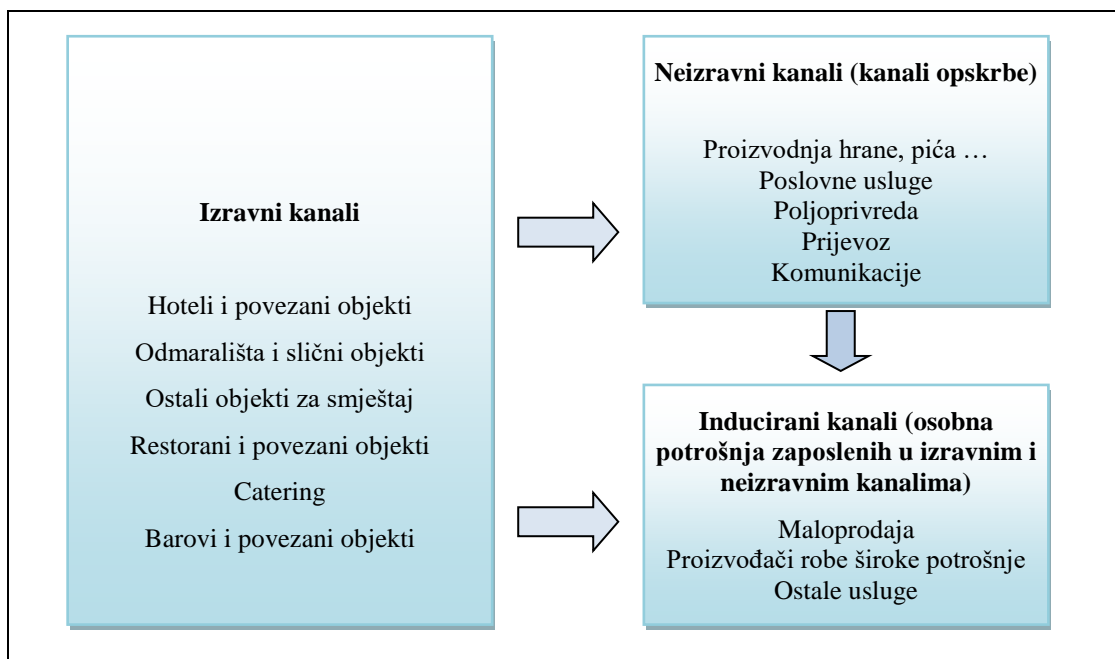 Izravni kanali
Hoteli i povezani objekti
Odmarališta i slični objekti
Ostali objekti za smještaj
Restorani i povezani objekti
Catering
Barovi i povezani objekti
Neizravni kanali (kanali opskrbe)
Proizvodnja hrane, pića …
Poslovne usluge
Poljoprivreda
Prijevoz
Komunikacije
Inducirani kanali (osobna
potrošnja zaposlenih u izravnim i
neizravnim kanalima)
Maloprodaja
Proizvođači robe široke potrošnje
Ostale usluge